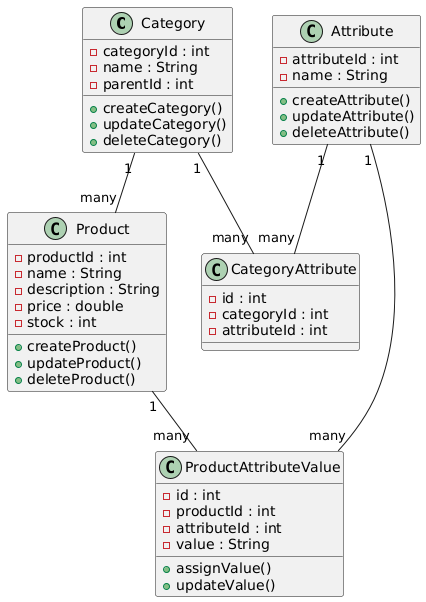 C Category
categoryId : int
name : String
parentId : int
createCategory()
updateCategory()
deleteCategory()
C Attribute
attributeId : int
name : String
createAttribute()
updateAttribute()
deleteAttribute()
1
1
1
1
many
many
many
C Product
productId : int
name : String
description : String
price : double
stock : int
createProduct()
updateProduct()
deleteProduct()
C CategoryAttribute
id : int
categoryId : int
attributeId : int
1
many
many
C ProductAttributeValue
id : int
productId : int
attributeId : int
value : String
assignValue()
updateValue()